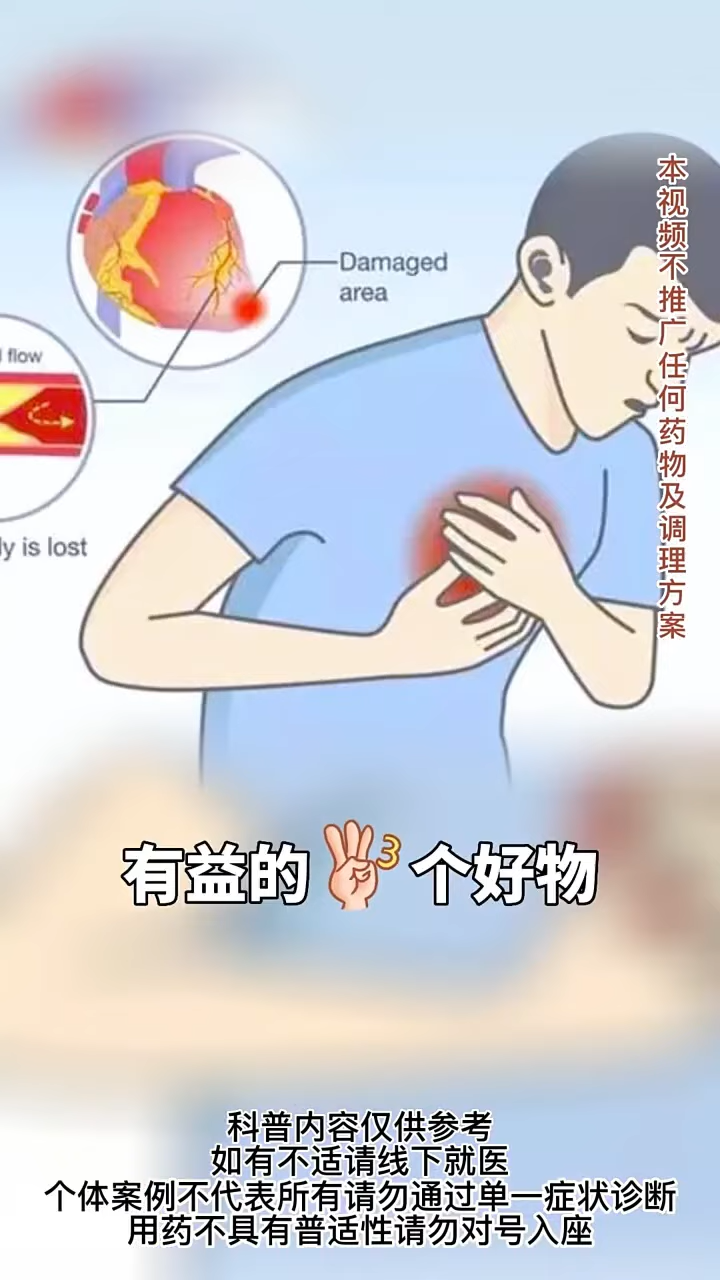 本视频不推广任何药物及调理方案
Damaged
area
flow
is lost
有益的3个好物
科普内容仅供参考
如有不适请线下就医
个体案例不代表所有请勿通过单一症状诊断
用药不具有普适性请勿对号入座